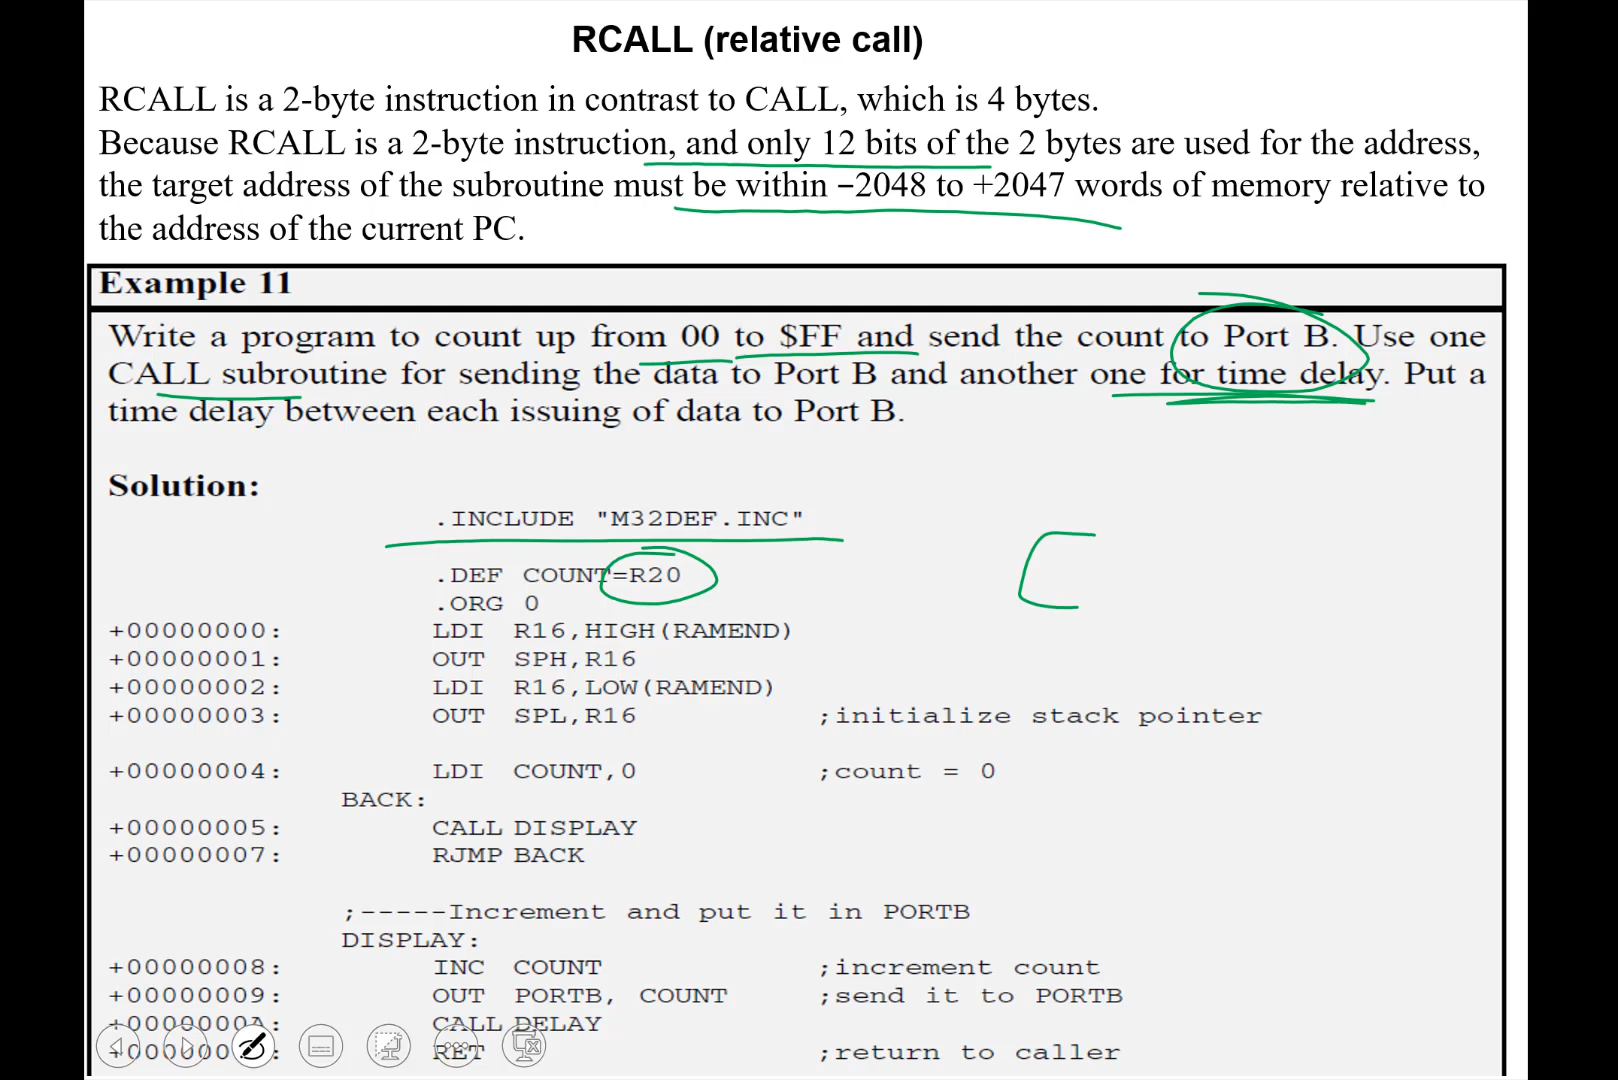 RCALL (relative call)
RCALL is a 2-byte instruction in contrast to CALL, which is 4 bytes.
Because RCALL is a 2-byte instruction, and only 12 bits of the 2 bytes are used for the address,
the target address of the subroutine must be within −2048 to +2047 words of memory relative to
the address of the current PC.
Example 11
Write a program to count up from 00 to $FF and send the count to Port B. Use one
CALL subroutine for sending the data to Port B and another one for time delay. Put a
time delay between each issuing of data to Port B.
Solution:
.INCLUDE "M32DEF.INC"
.DEF COUNT=R20
.ORG 0
+00000000: LDI R16,HIGH(RAMEND)
+00000001: OUT SPH,R16
+00000002: LDI R16,LOW(RAMEND)
+00000003: OUT SPL,R16 ;initialize stack pointer
+00000004: LDI COUNT,0 ;count = 0
BACK:
+00000005: CALL DISPLAY
+00000007: RJMP BACK
;-----Increment and put it in PORTB
DISPLAY:
+00000008: INC COUNT ;increment count
+00000009: OUT PORTB, COUNT ;send it to PORTB
+0000000A: CALL DELAY
RET ;return to caller